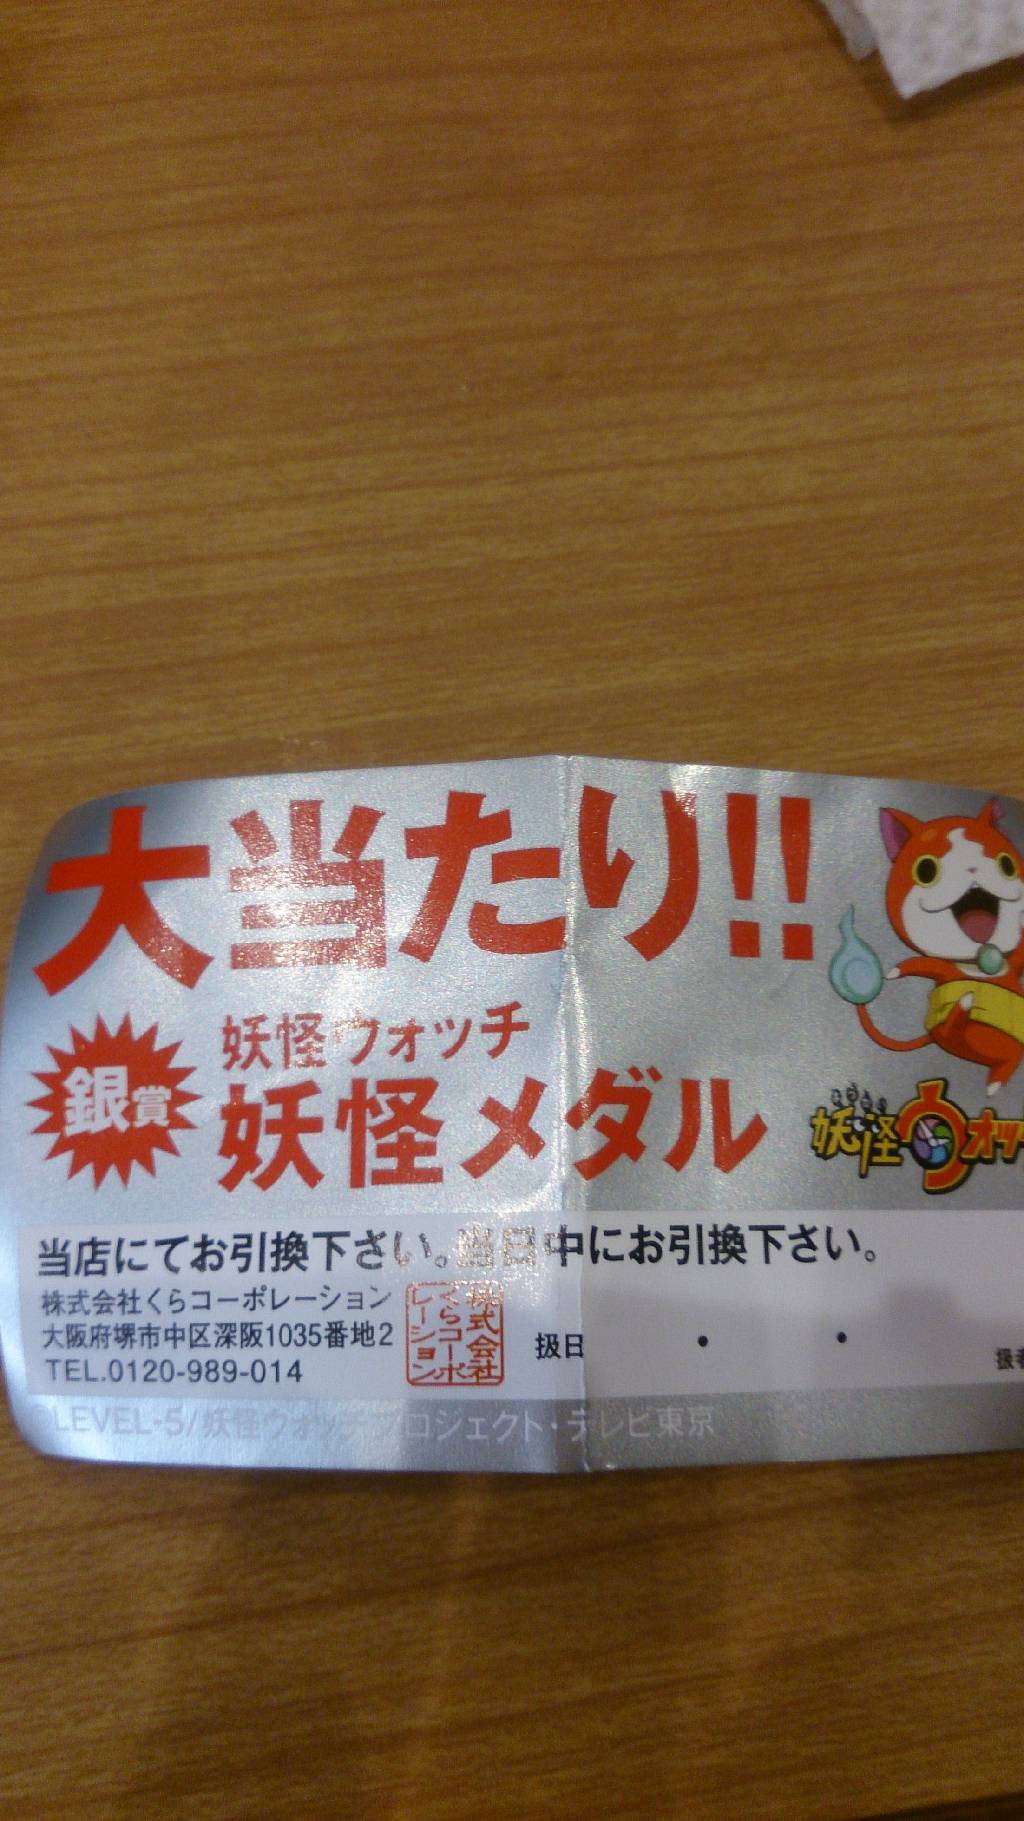 大当たり!!
銀賞
妖怪ウォッチ
妖怪メダル
妖怪ウォッ
当店にてお引換下さい。当日中にお引換下さい。
株式会社くらコーポレーション
大阪府堺市中区深阪1035番地2
TEL.0120-989-014
株式会社
くらコーポ
レーション
扱日 ・ ・
扱者
©LEVEL-5/妖怪ウォッチプロジェクト・テレビ東京